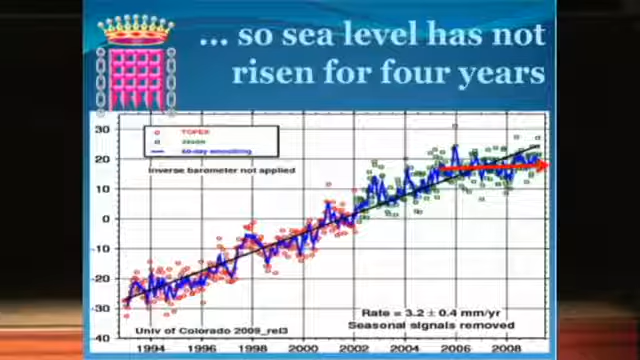 ... so sea level has not
risen for four years
30
20
10
0
-10
-20
-30
-40
TOPEX
Jason
60-day smoothing
Inverse barometer not applied
Rate = 3.2 ± 0.4 mm/yr
Seasonal signals removed
Univ of Colorado 2009_rel3
1994 1996 1998 2000 2002 2004 2006 2008